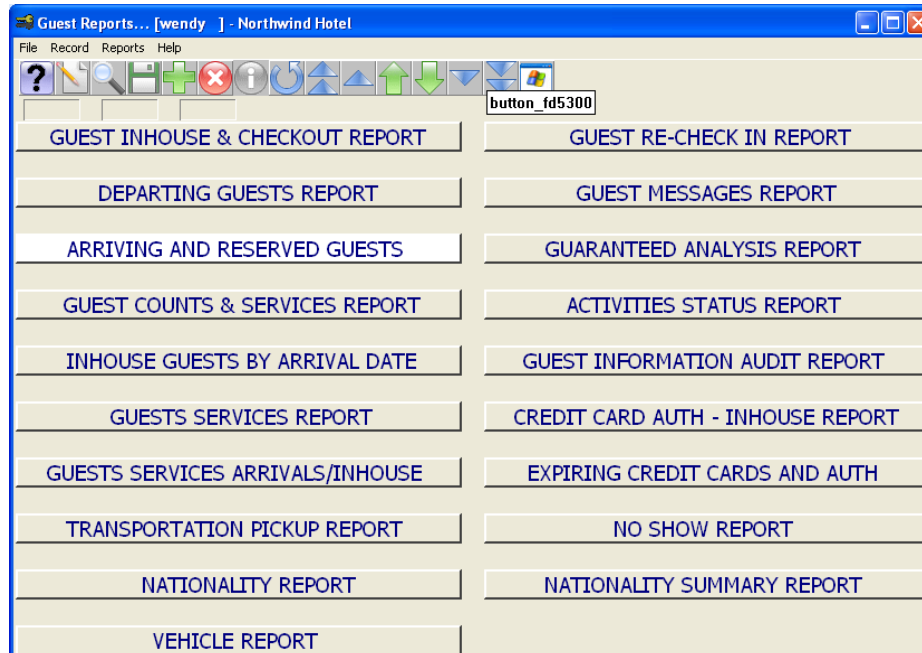 Guest Reports... [wendy ] - Northwind Hotel
File Record Reports Help
?
button_fd5300
GUEST INHOUSE & CHECKOUT REPORT
GUEST RE-CHECK IN REPORT
DEPARTING GUESTS REPORT
GUEST MESSAGES REPORT
ARRIVING AND RESERVED GUESTS
GUARANTEED ANALYSIS REPORT
GUEST COUNTS & SERVICES REPORT
ACTIVITIES STATUS REPORT
INHOUSE GUESTS BY ARRIVAL DATE
GUEST INFORMATION AUDIT REPORT
GUESTS SERVICES REPORT
CREDIT CARD AUTH - INHOUSE REPORT
GUESTS SERVICES ARRIVALS/INHOUSE
EXPIRING CREDIT CARDS AND AUTH
TRANSPORTATION PICKUP REPORT
NO SHOW REPORT
NATIONALITY REPORT
NATIONALITY SUMMARY REPORT
VEHICLE REPORT